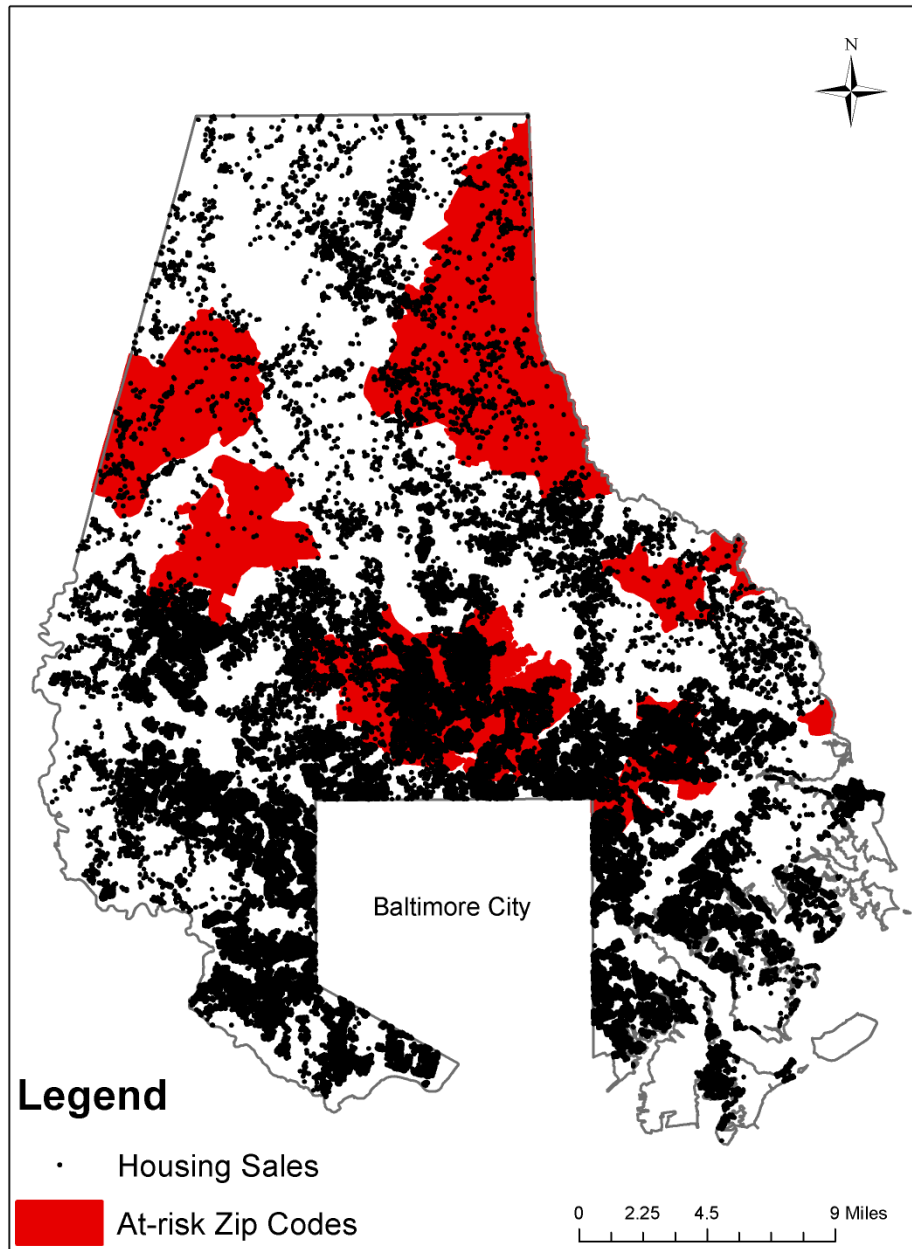 N
Baltimore City
Legend
Housing Sales
At-risk Zip Codes
0 2.25 4.5 9 Miles